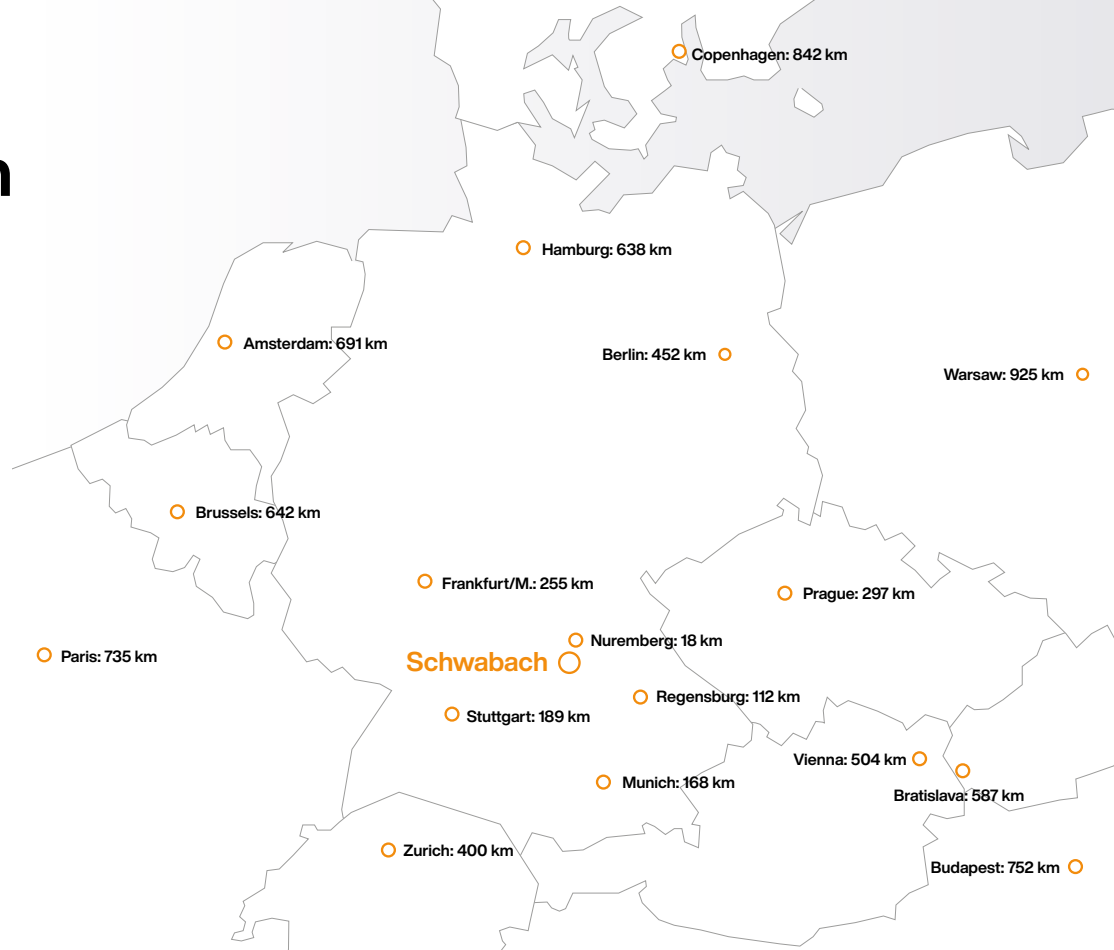 Copenhagen: 842 km
n
Hamburg: 638 km
Amsterdam: 691 km
Berlin: 452 km
Warsaw: 925 km
Brussels: 642 km
Frankfurt/M.: 255 km
Prague: 297 km
Nuremberg: 18 km
Paris: 735 km
Schwabach
Regensburg: 112 km
Stuttgart: 189 km
Vienna: 504 km
Munich: 168 km
Bratislava: 587 km
Zurich: 400 km
Budapest: 752 km